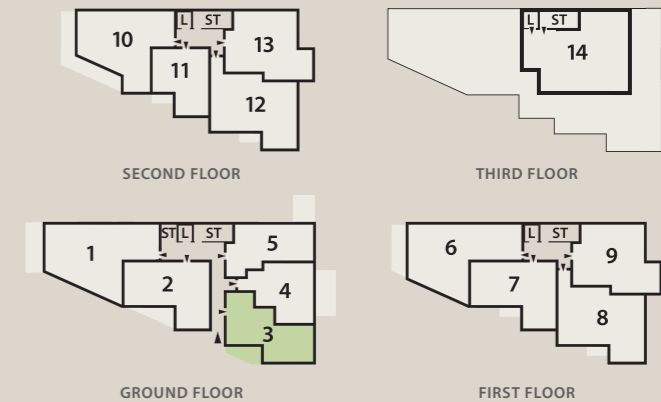 L ST
10
13
11
12
SECOND FLOOR
L ST
14
THIRD FLOOR
ST L ST
1
5
2
4
3
GROUND FLOOR
L ST
6
9
7
8
FIRST FLOOR